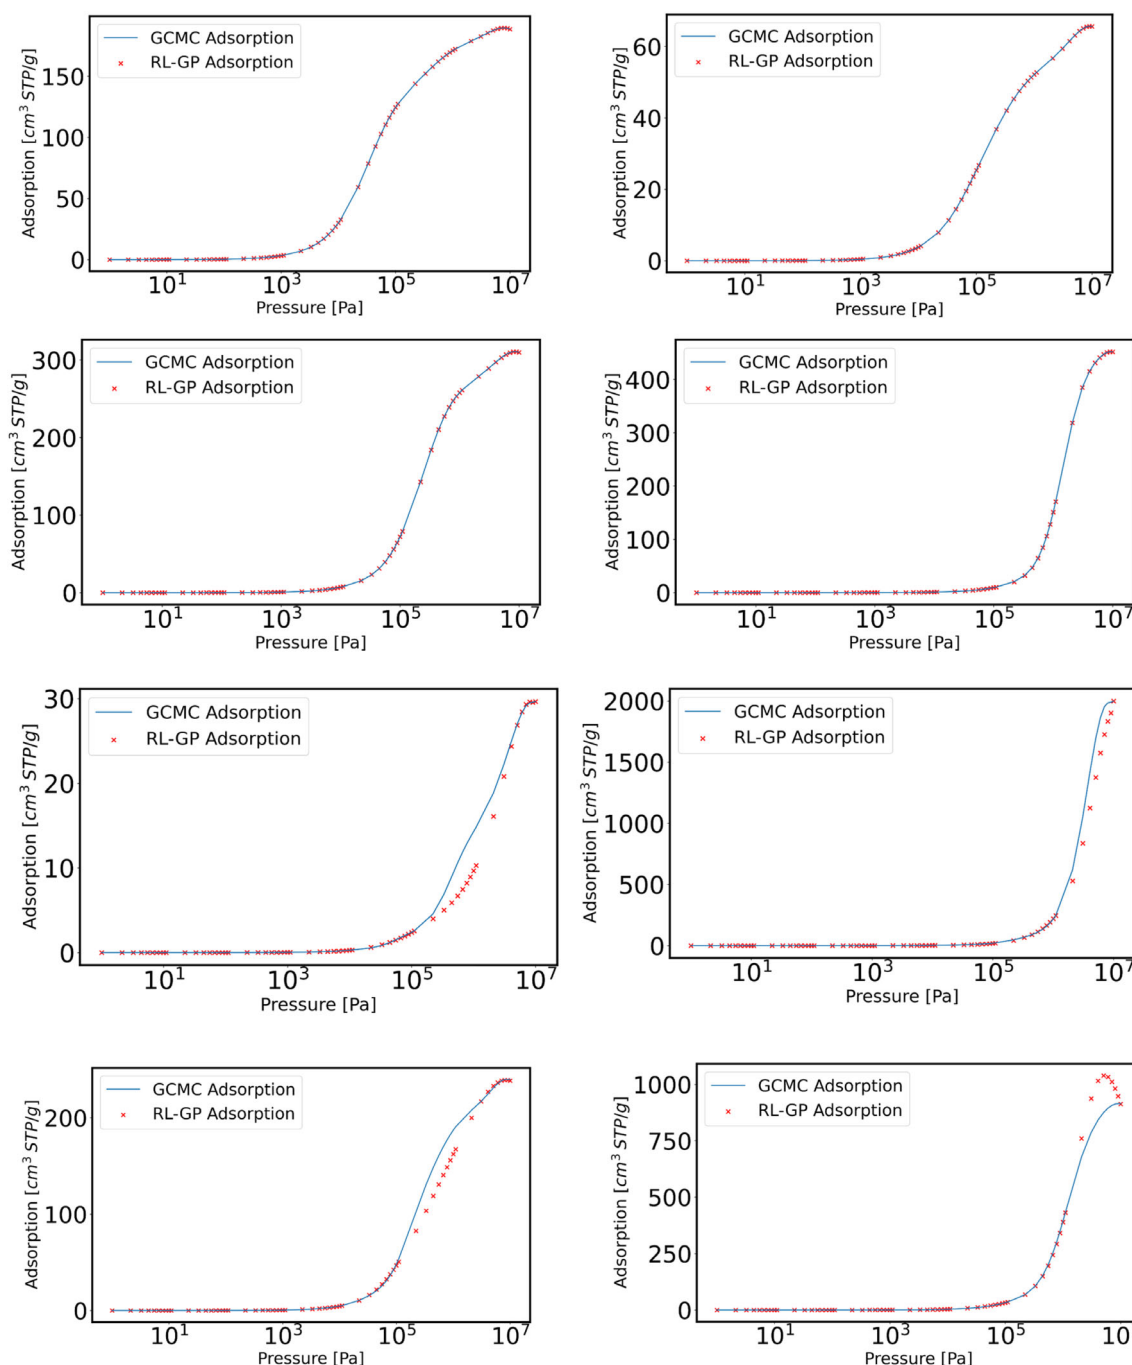 GCMC Adsorption
RL-GP Adsorption
150
100
50
0
Adsorption [cm³ STP/g]
10¹ 10³ 10⁵ 10⁷
Pressure [Pa]
GCMC Adsorption
RL-GP Adsorption
60
40
20
0
Adsorption [cm³ STP/g]
10¹ 10³ 10⁵ 10⁷
Pressure [Pa]
GCMC Adsorption
RL-GP Adsorption
300
200
100
0
Adsorption [cm³ STP/g]
10¹ 10³ 10⁵ 10⁷
Pressure [Pa]
GCMC Adsorption
RL-GP Adsorption
400
300
200
100
0
Adsorption [cm³ STP/g]
10¹ 10³ 10⁵ 10⁷
Pressure [Pa]
GCMC Adsorption
RL-GP Adsorption
30
20
10
0
Adsorption [cm³ STP/g]
10¹ 10³ 10⁵ 10⁷
Pressure [Pa]
GCMC Adsorption
RL-GP Adsorption
2000
1500
1000
500
0
Adsorption [cm³ STP/g]
10¹ 10³ 10⁵ 10⁷
Pressure [Pa]
GCMC Adsorption
RL-GP Adsorption
200
100
0
Adsorption [cm³ STP/g]
10¹ 10³ 10⁵ 10⁷
Pressure [Pa]
GCMC Adsorption
RL-GP Adsorption
1000
750
500
250
0
Adsorption [cm³ STP/g]
10¹ 10³ 10⁵ 10⁷
Pressure [Pa]